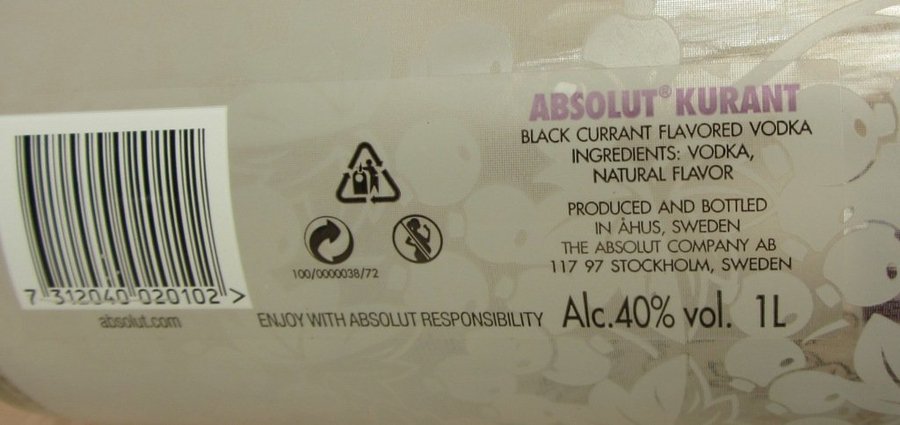 ABSOLUT® KURANT
BLACK CURRANT FLAVORED VODKA
INGREDIENTS: VODKA,
NATURAL FLAVOR
PRODUCED AND BOTTLED
IN ÅHUS, SWEDEN
THE ABSOLUT COMPANY AB
117 97 STOCKHOLM, SWEDEN
100/0000038/72
7 312040 020102 >
absolut.com
ENJOY WITH ABSOLUT RESPONSIBILITY
Alc.40% vol. 1L